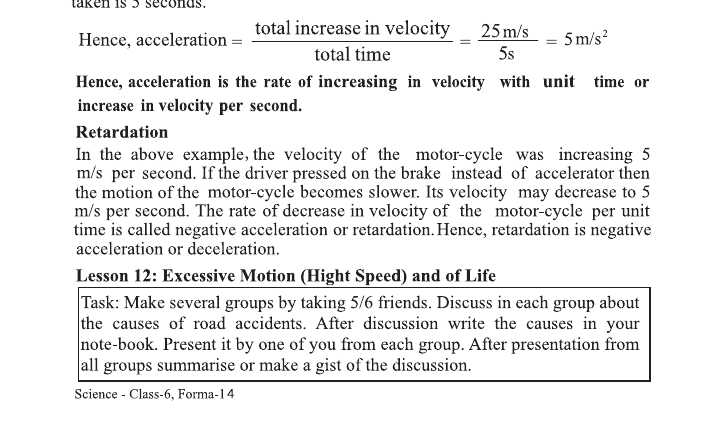 taken is 5 seconds.
Hence, acceleration = total increase in velocity / total time = 25 m/s / 5s = 5 m/s²
Hence, acceleration is the rate of increasing in velocity with unit time or
increase in velocity per second.
Retardation
In the above example, the velocity of the motor-cycle was increasing 5
m/s per second. If the driver pressed on the brake instead of accelerator then
the motion of the motor-cycle becomes slower. Its velocity may decrease to 5
m/s per second. The rate of decrease in velocity of the motor-cycle per unit
time is called negative acceleration or retardation. Hence, retardation is negative
acceleration or deceleration.
Lesson 12: Excessive Motion (Hight Speed) and of Life
Task: Make several groups by taking 5/6 friends. Discuss in each group about
the causes of road accidents. After discussion write the causes in your
note-book. Present it by one of you from each group. After presentation from
all groups summarise or make a gist of the discussion.
Science - Class-6, Forma-14